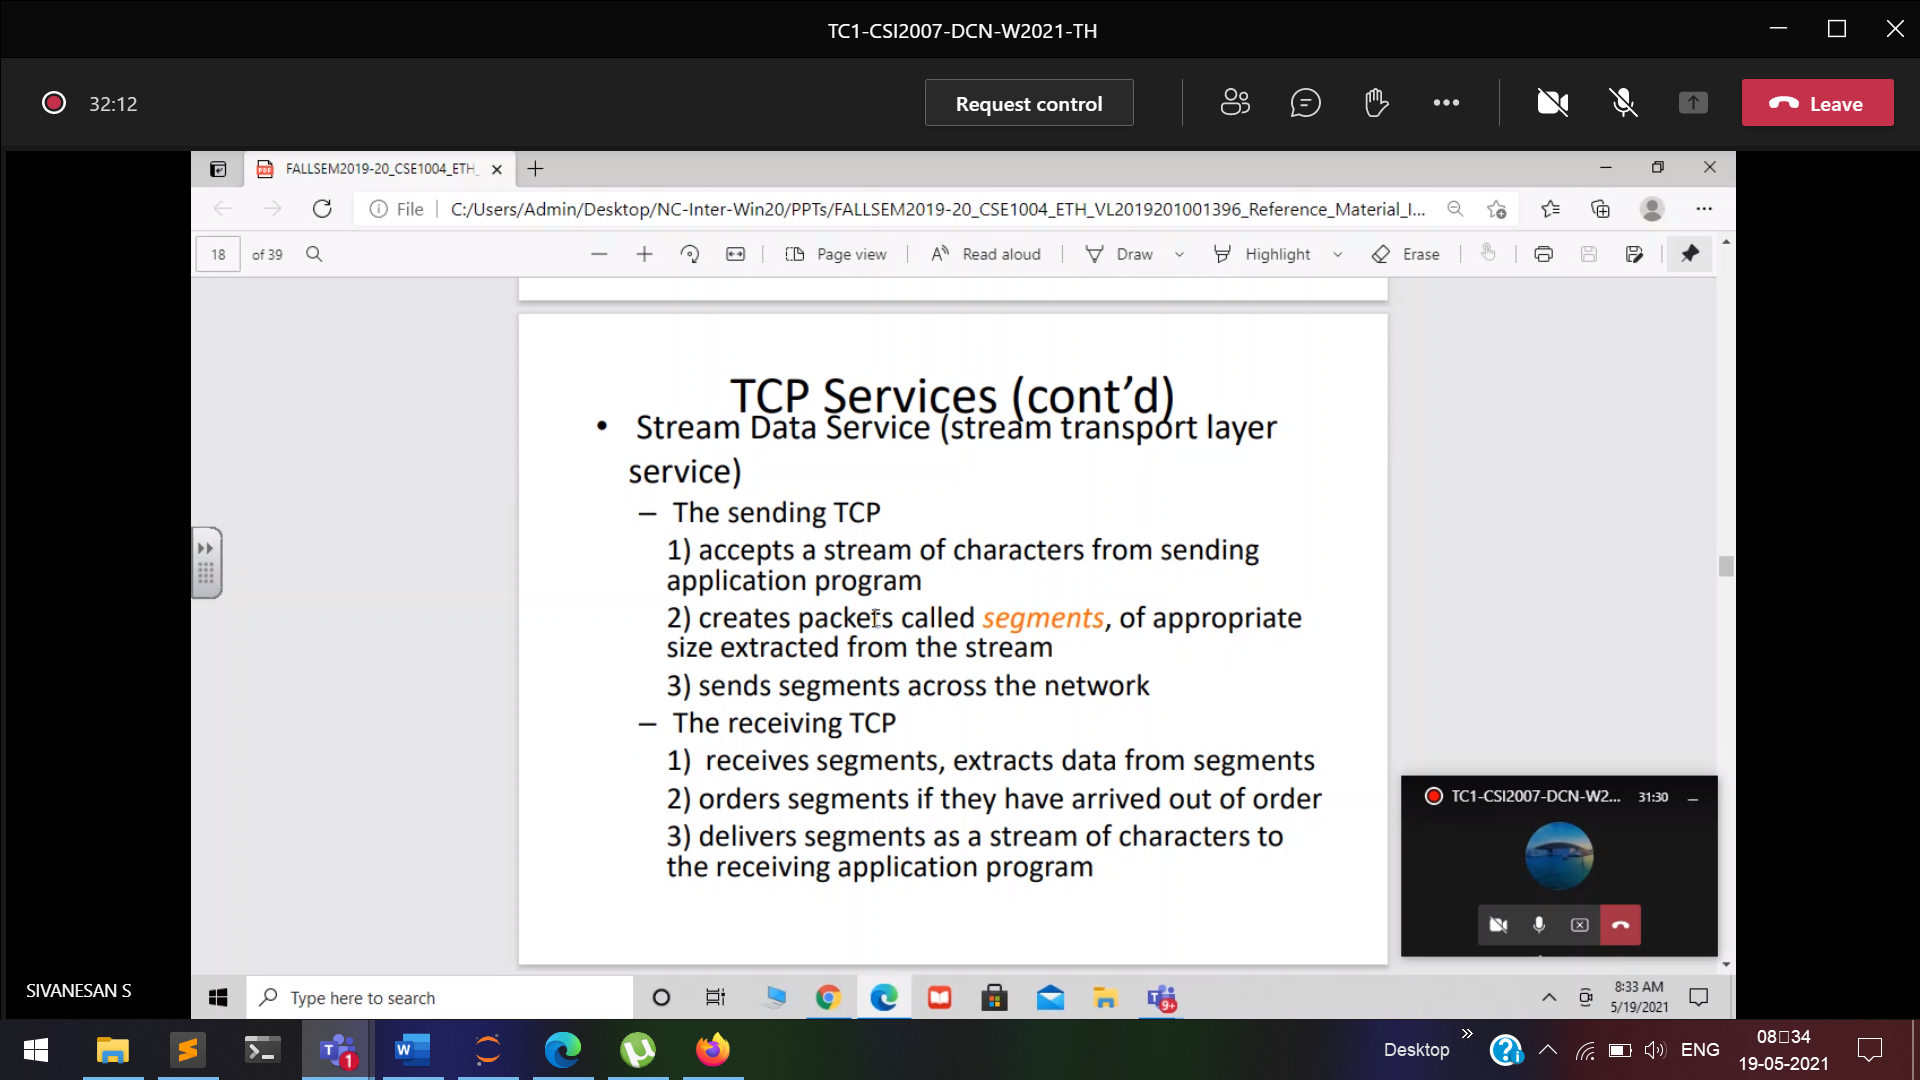 TC1-CSI2007-DCN-W2021-TH
32:12
Request control
Leave
FALLSEM2019-20_CSE1004_ETH_
File
C:/Users/Admin/Desktop/NC-Inter-Win20/PPTs/FALLSEM2019-20_CSE1004_ETH_VL2019201001396_Reference_Material_I...
18 of 39
Page view
Read aloud
Draw
Highlight
Erase
TCP Services (cont’d)
• Stream Data Service (stream transport layer
service)
– The sending TCP
1) accepts a stream of characters from sending
application program
2) creates packets called segments, of appropriate
size extracted from the stream
3) sends segments across the network
– The receiving TCP
1) receives segments, extracts data from segments
2) orders segments if they have arrived out of order
3) delivers segments as a stream of characters to
the receiving application program
TC1-CSI2007-DCN-W2... 31:30
SIVANESAN S
Type here to search
9+
8:33 AM
5/19/2021
1
Desktop
ENG
08□34
19-05-2021